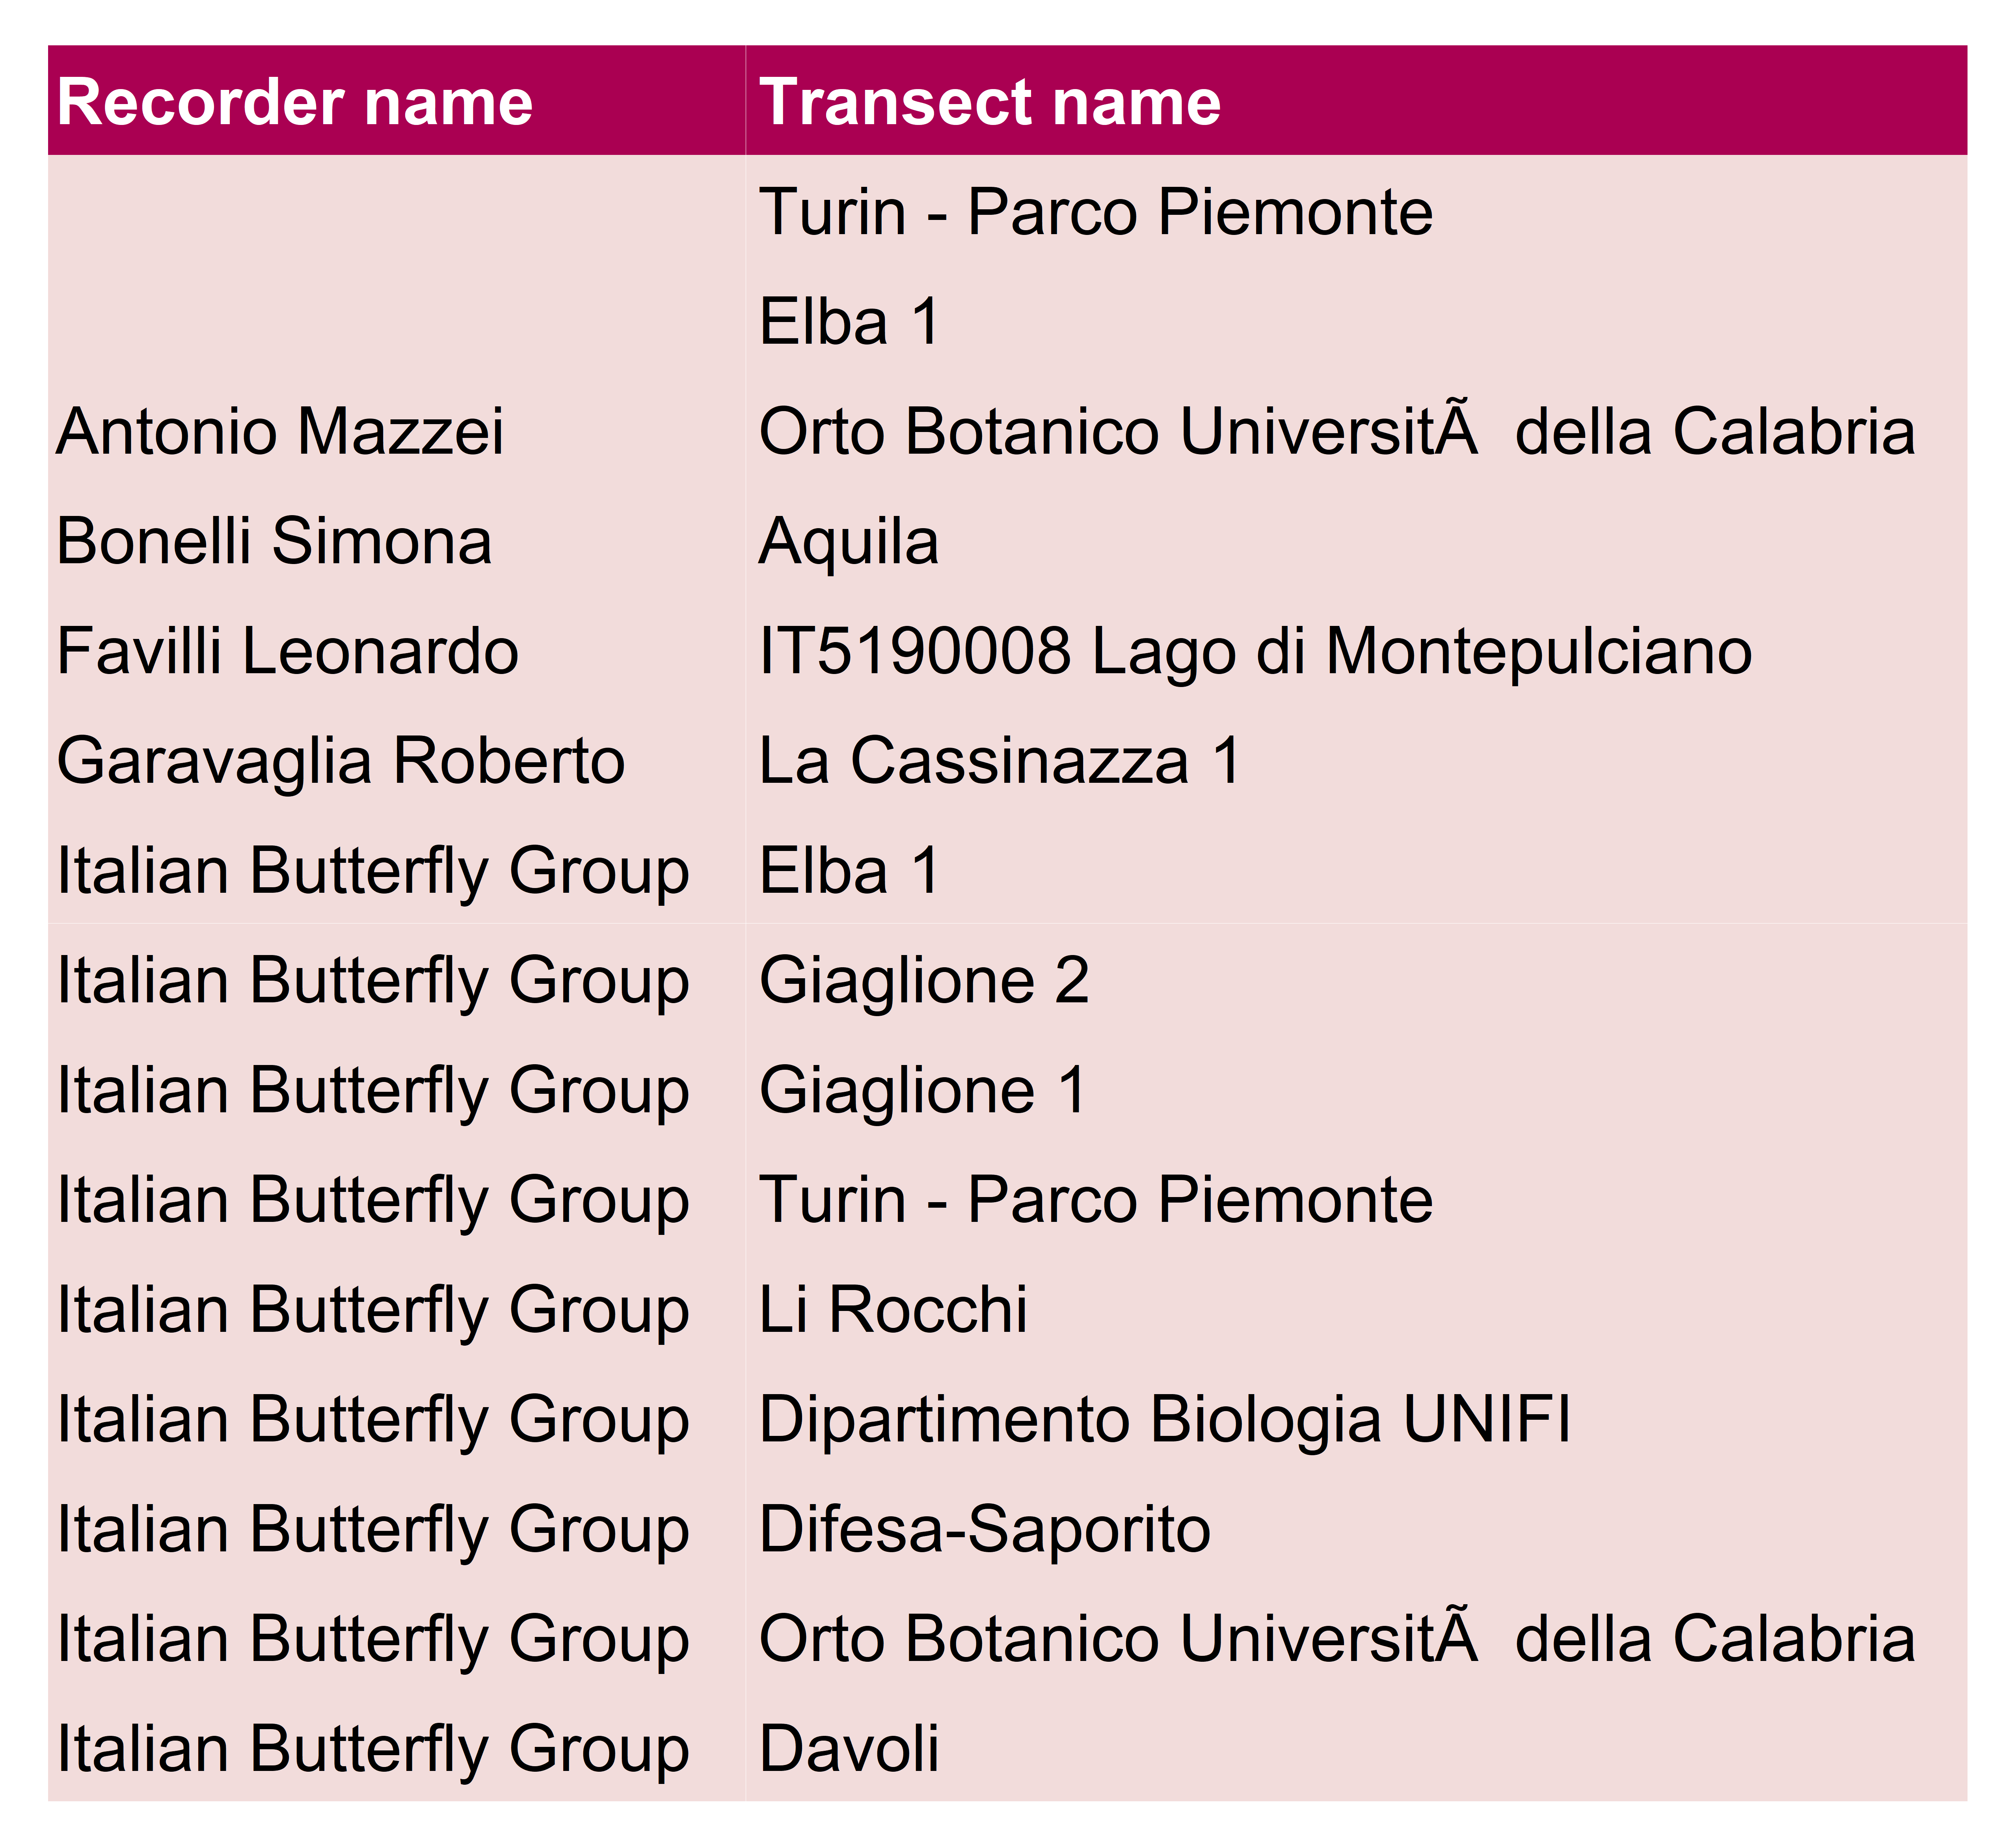 Recorder name Transect name
Turin - Parco Piemonte
Elba 1
Antonio Mazzei Orto Botanico UniversitÃ  della Calabria
Bonelli Simona Aquila
Favilli Leonardo IT5190008 Lago di Montepulciano
Garavaglia Roberto La Cassinazza 1
Italian Butterfly Group Elba 1
Italian Butterfly Group Giaglione 2
Italian Butterfly Group Giaglione 1
Italian Butterfly Group Turin - Parco Piemonte
Italian Butterfly Group Li Rocchi
Italian Butterfly Group Dipartimento Biologia UNIFI
Italian Butterfly Group Difesa-Saporito
Italian Butterfly Group Orto Botanico UniversitÃ  della Calabria
Italian Butterfly Group Davoli